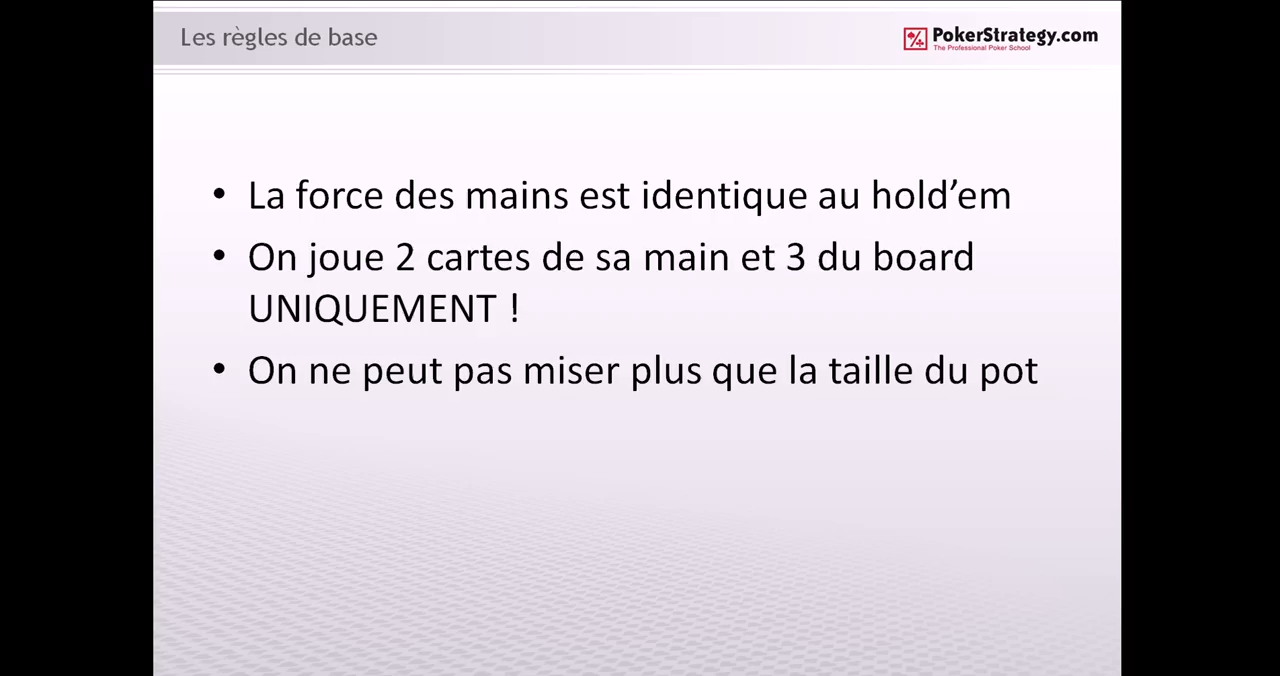 Les règles de base
PokerStrategy.com
The Professional Poker School
• La force des mains est identique au hold’em
• On joue 2 cartes de sa main et 3 du board
UNIQUEMENT !
• On ne peut pas miser plus que la taille du pot